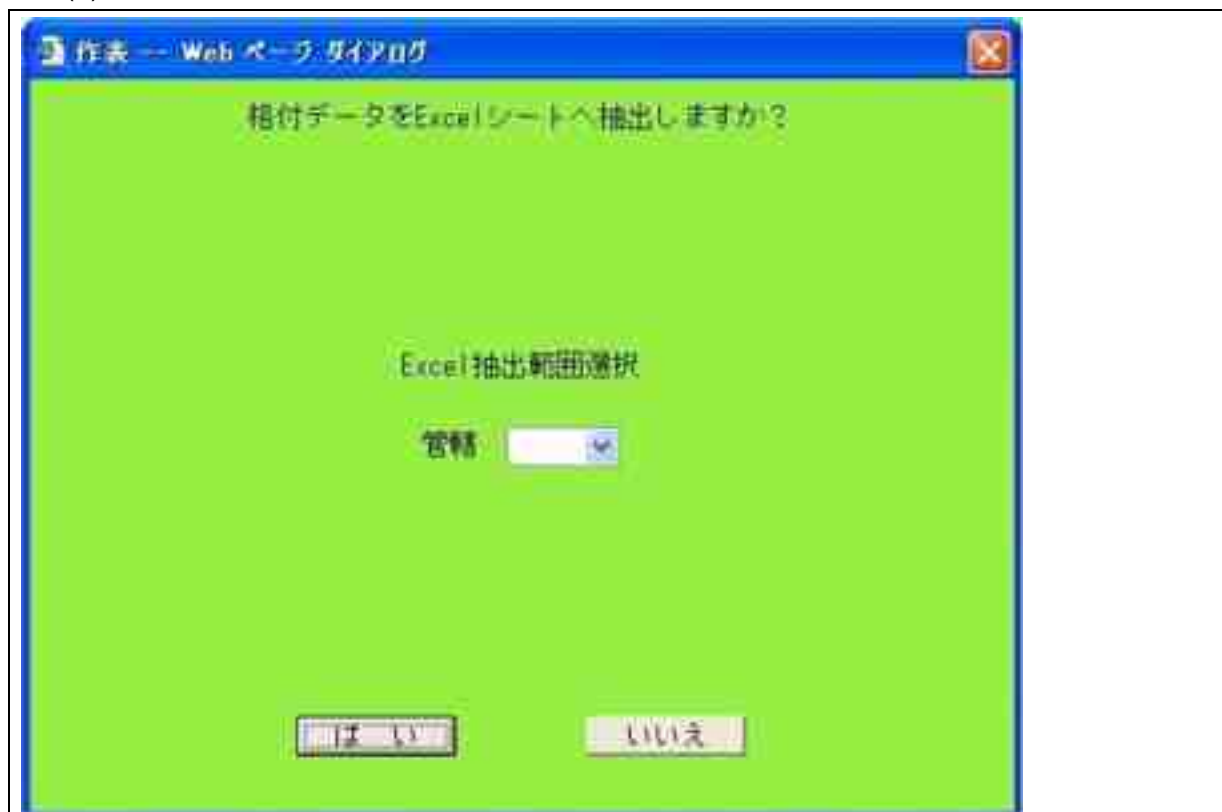 作表 -- Web ページ ダイアログ
格付データをExcelシートへ抽出しますか?
Excel抽出範囲選択
管轄
はい
いいえ